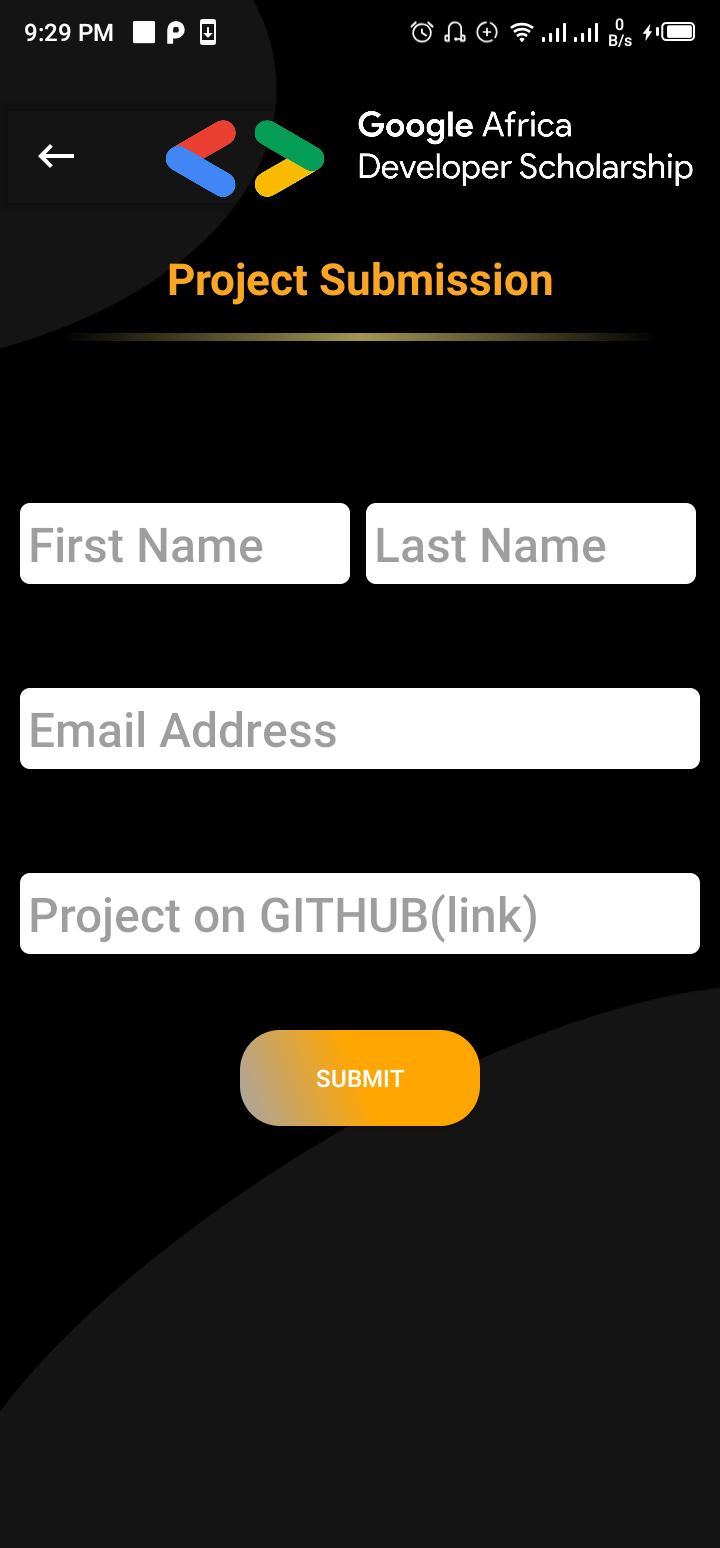 9:29 PM
0
B/s
Google Africa
Developer Scholarship
Project Submission
First Name
Last Name
Email Address
Project on GITHUB(link)
SUBMIT